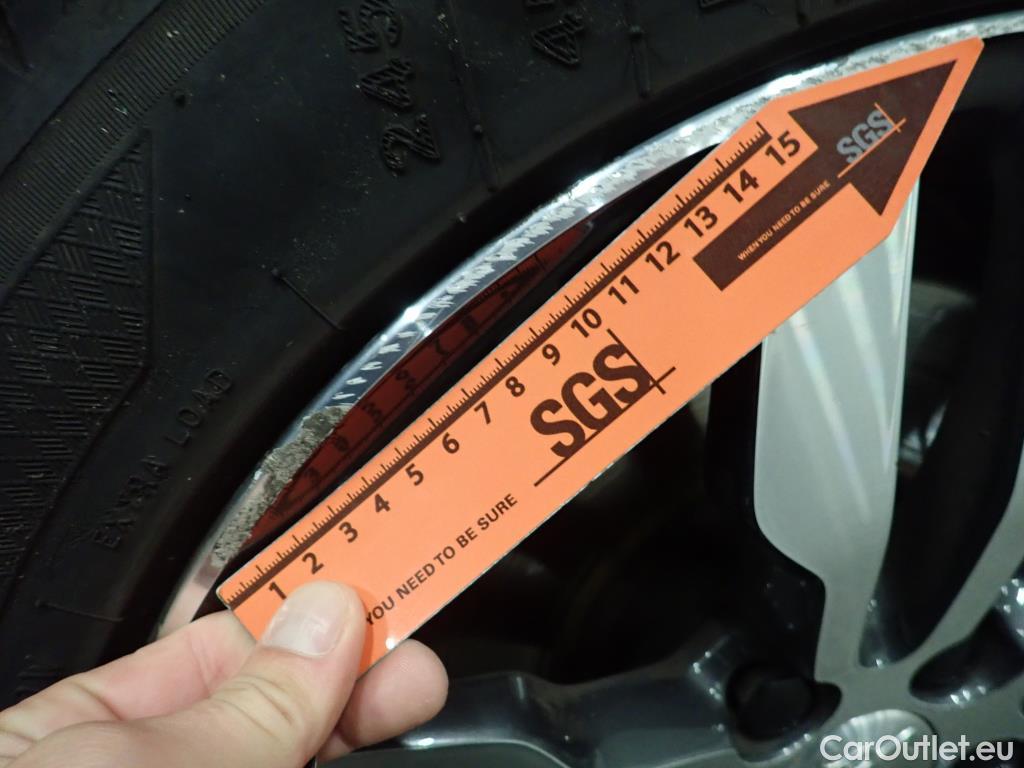 245
EXTRA LOAD
1 2 3 4 5 6 7 8 9 10 11 12 13 14 15
SGS
WHEN YOU NEED TO BE SURE
SGS
YOU NEED TO BE SURE
CarOutlet.eu